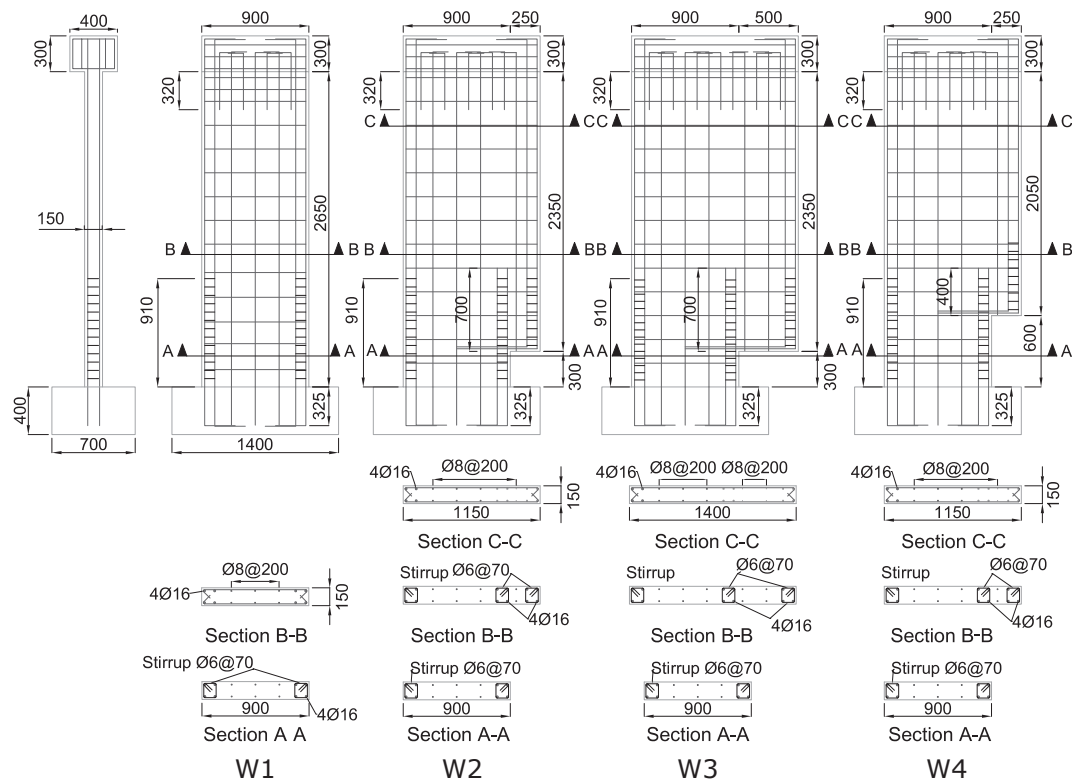 400
900
900
250
900
500
900
250
300
300
300
300
320
320
320
320
C
C
C
C
C
C
150
2650
2350
2350
2050
B
B
B
B
B
B
B
B
910
910
910
910
700
700
400
A
A
A
A
A
A
A
A
300
300
600
400
325
325
325
325
700
1400
4Ø16
Ø8@200
150
1150
Section C-C
4Ø16
Ø8@200
Ø8@200
1400
Section C-C
4Ø16
Ø8@200
150
1150
Section C-C
Ø8@200
4Ø16
150
Section B-B
Stirrup
Ø6@70
4Ø16
Section B-B
Stirrup
Ø6@70
4Ø16
Section B-B
Stirrup
Ø6@70
4Ø16
Section B-B
Stirrup Ø6@70
4Ø16
900
Section A A
Stirrup Ø6@70
900
Section A-A
Stirrup Ø6@70
900
Section A-A
Stirrup Ø6@70
900
Section A-A
W1
W2
W3
W4